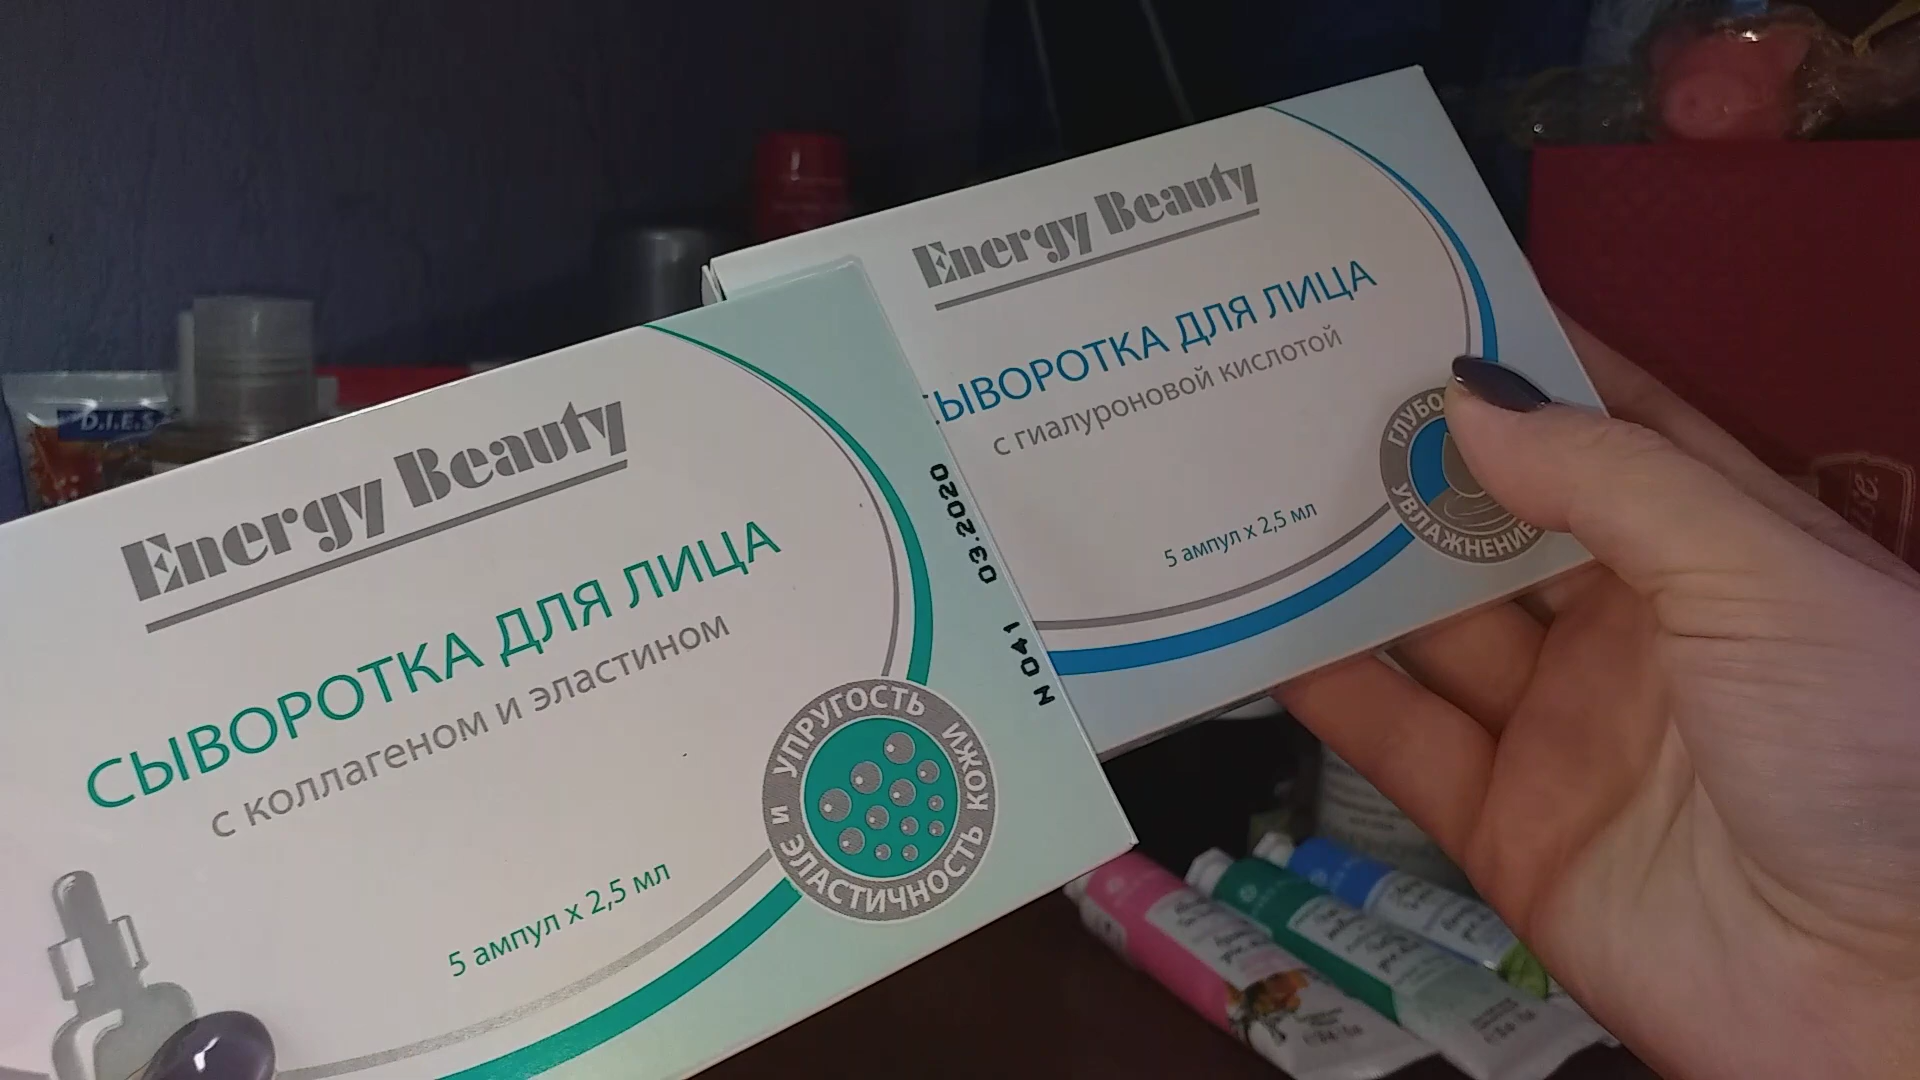 Energy Beauty
СЫВОРОТКА ДЛЯ ЛИЦА
с коллагеном и эластином
5 ампул х 2,5 мл
УПРУГОСТЬ И ЭЛАСТИЧНОСТЬ КОЖИ
N 041 03.2020
Energy Beauty
СЫВОРОТКА ДЛЯ ЛИЦА
с гиалуроновой кислотой
5 ампул х 2,5 мл
ГЛУБО
УВЛАЖНЕНИЕ
D.I.E.S